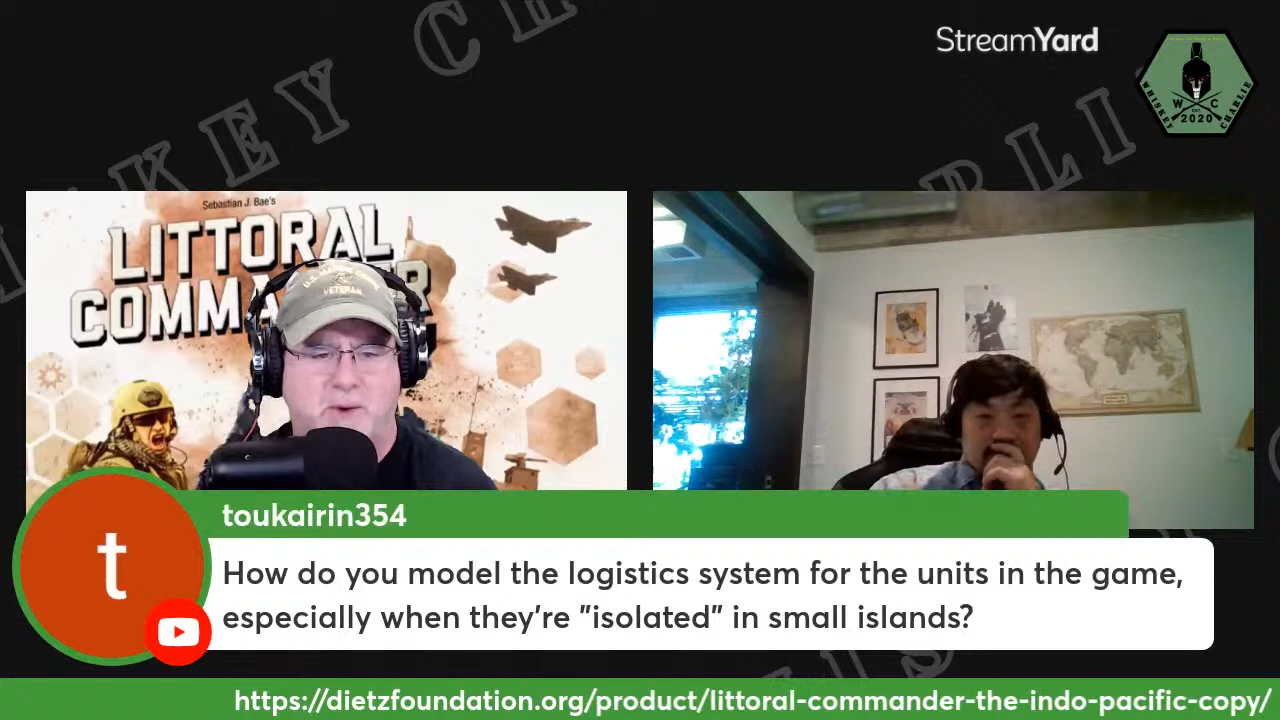 StreamYard
WHISKEY CHARLIE
W C
EST.
2020
Sebastian J. Bae's
LITTORAL
COMMA
R
U.S. MARINE
VETERAN
toukairin354
t
How do you model the logistics system for the units in the game,
especially when they're "isolated" in small islands?
https://dietzfoundation.org/product/littoral-commander-the-indo-pacific-copy/